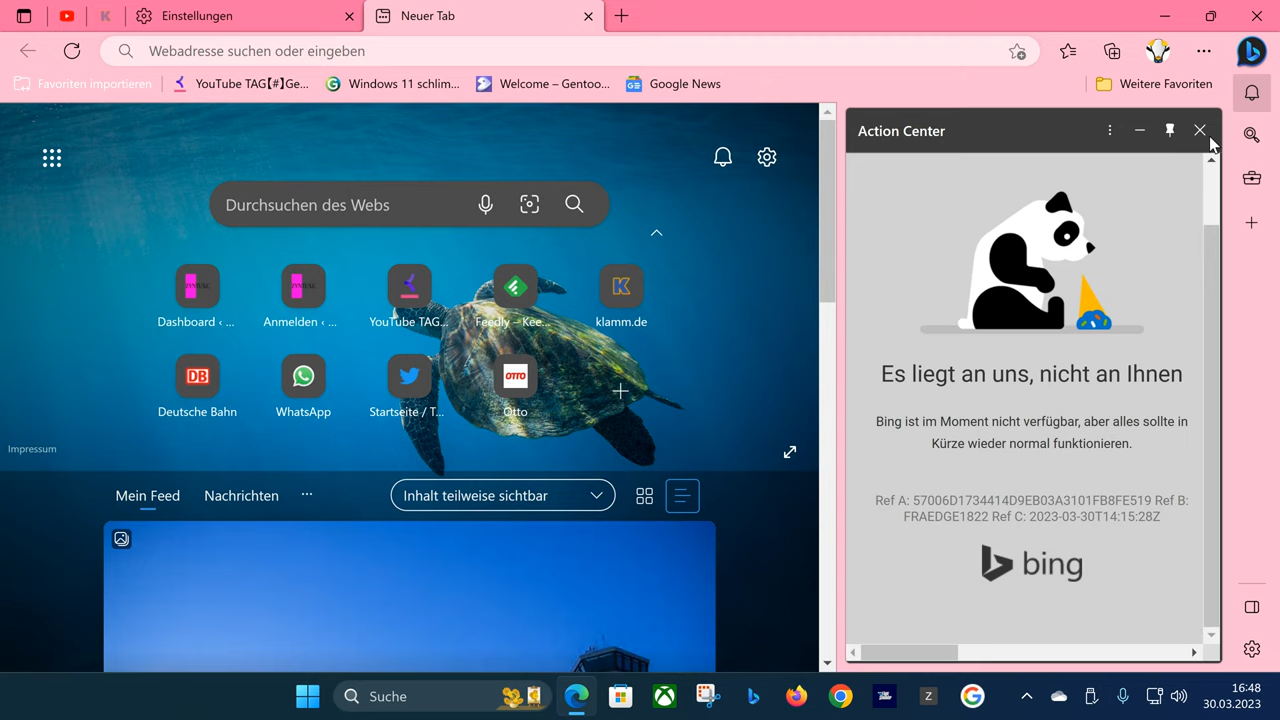 Einstellungen
Neuer Tab
Webadresse suchen oder eingeben
Favoriten importieren
YouTube TAG【#】Ge...
Windows 11 schlim...
Welcome – Gentoo...
Google News
Weitere Favoriten
Action Center
Durchsuchen des Webs
Dashboard ‹ ...
Anmelden ‹ ...
YouTube TAG...
Feedly – Kee...
klamm.de
DB
OTTO
Deutsche Bahn
WhatsApp
Startseite / T...
Otto
Impressum
Mein Feed
Nachrichten
...
Inhalt teilweise sichtbar
Es liegt an uns, nicht an Ihnen
Bing ist im Moment nicht verfügbar, aber alles sollte in
Kürze wieder normal funktionieren.
Ref A: 57006D1734414D9EB03A3101FB8FE519 Ref B:
FRAEDGE1822 Ref C: 2023-03-30T14:15:28Z
bing
Suche
16:48
30.03.2023